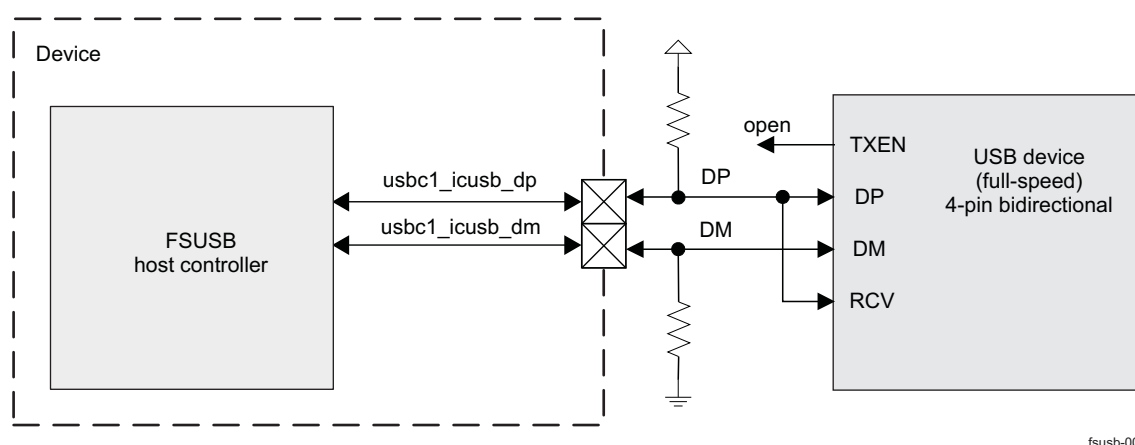 Device
FSUSB
host controller
usbc1_icusb_dp
usbc1_icusb_dm
DP
DM
open
TXEN
DP
DM
RCV
USB device
(full-speed)
4-pin bidirectional